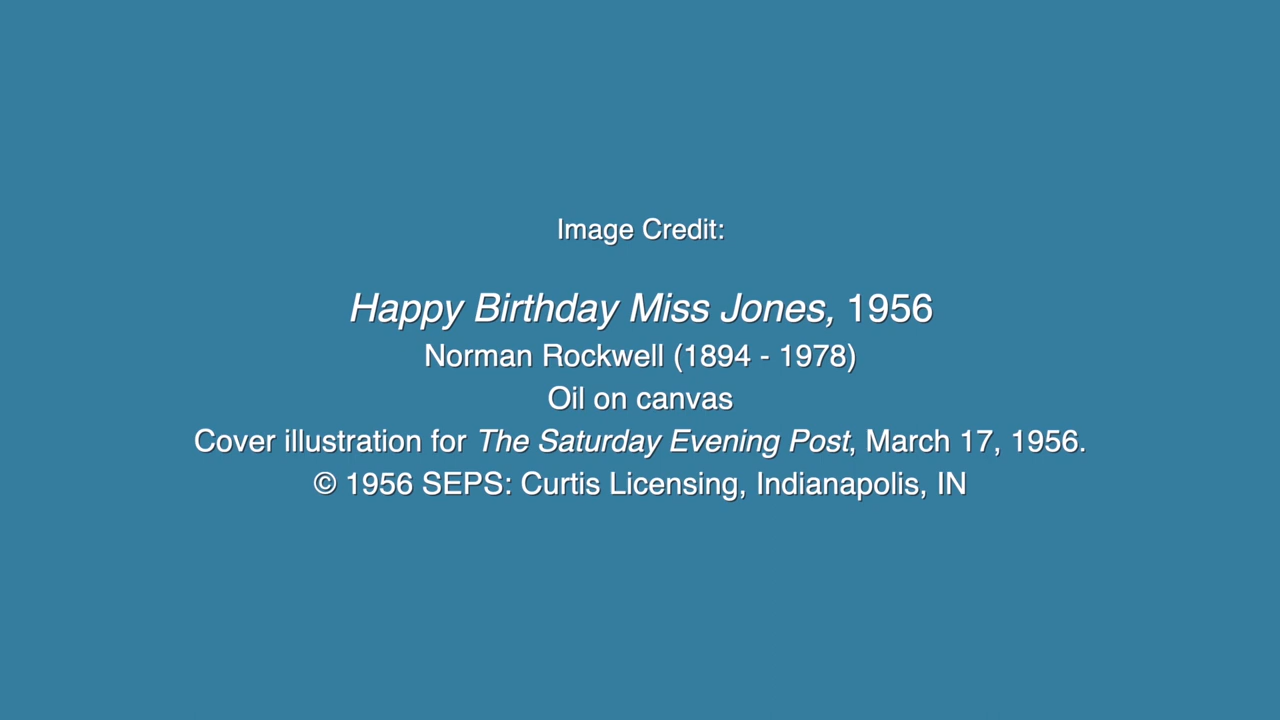 Image Credit:
Happy Birthday Miss Jones, 1956
Norman Rockwell (1894 - 1978)
Oil on canvas
Cover illustration for The Saturday Evening Post, March 17, 1956.
© 1956 SEPS: Curtis Licensing, Indianapolis, IN